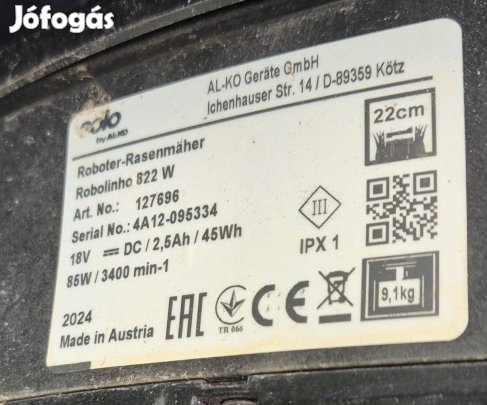 Jófogás
solo
by AL-KO
AL-KO Geräte GmbH
Ichenhauser Str. 14 / D-89359 Kötz
Roboter-Rasenmäher
Robolinho 822 W
Art. No.: 127696
Serial No.: 4A12-095334
18V DC / 2,5Ah / 45Wh
85W / 3400 min-1
22cm
III
IPX 1
2024
Made in Austria
EAC
TR 066
CE
9,1kg